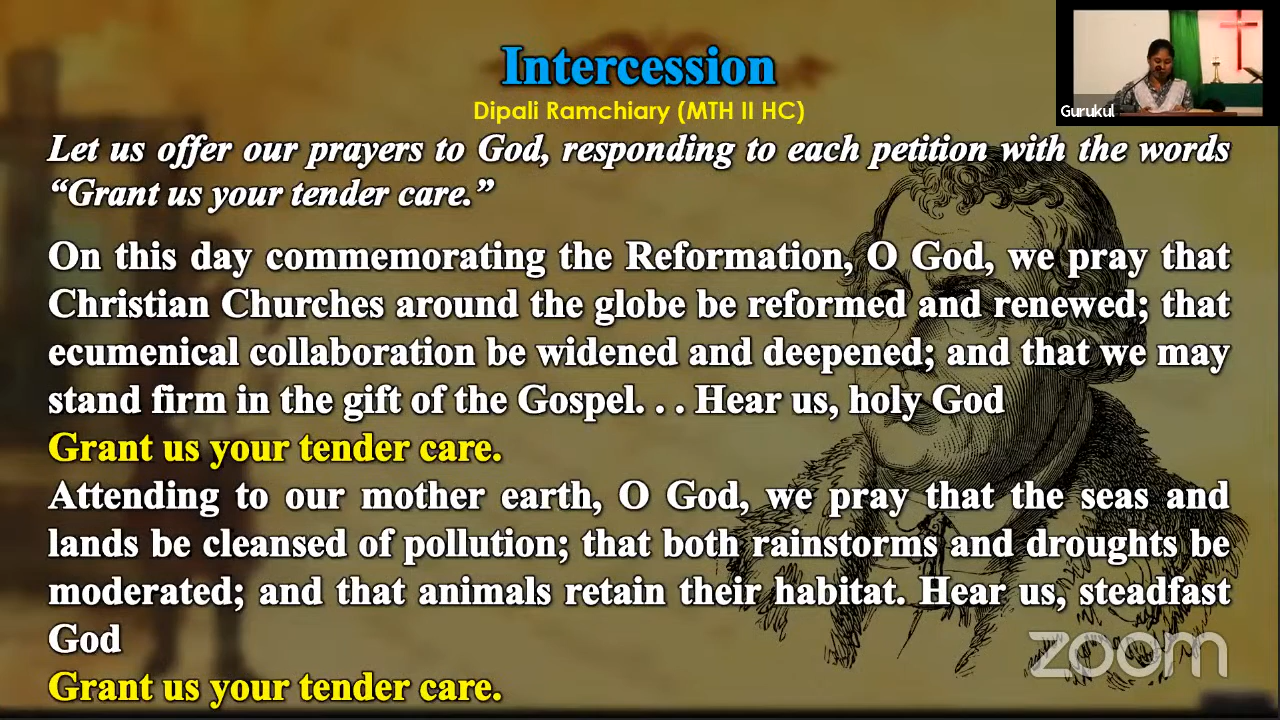 Intercession
Dipali Ramchiary (MTH II HC)
Gurukul
Let us offer our prayers to God, responding to each petition with the words
“Grant us your tender care.”
On this day commemorating the Reformation, O God, we pray that
Christian Churches around the globe be reformed and renewed; that
ecumenical collaboration be widened and deepened; and that we may
stand firm in the gift of the Gospel. . . Hear us, holy God
Grant us your tender care.
Attending to our mother earth, O God, we pray that the seas and
lands be cleansed of pollution; that both rainstorms and droughts be
moderated; and that animals retain their habitat. Hear us, steadfast
God
Grant us your tender care.
zoom